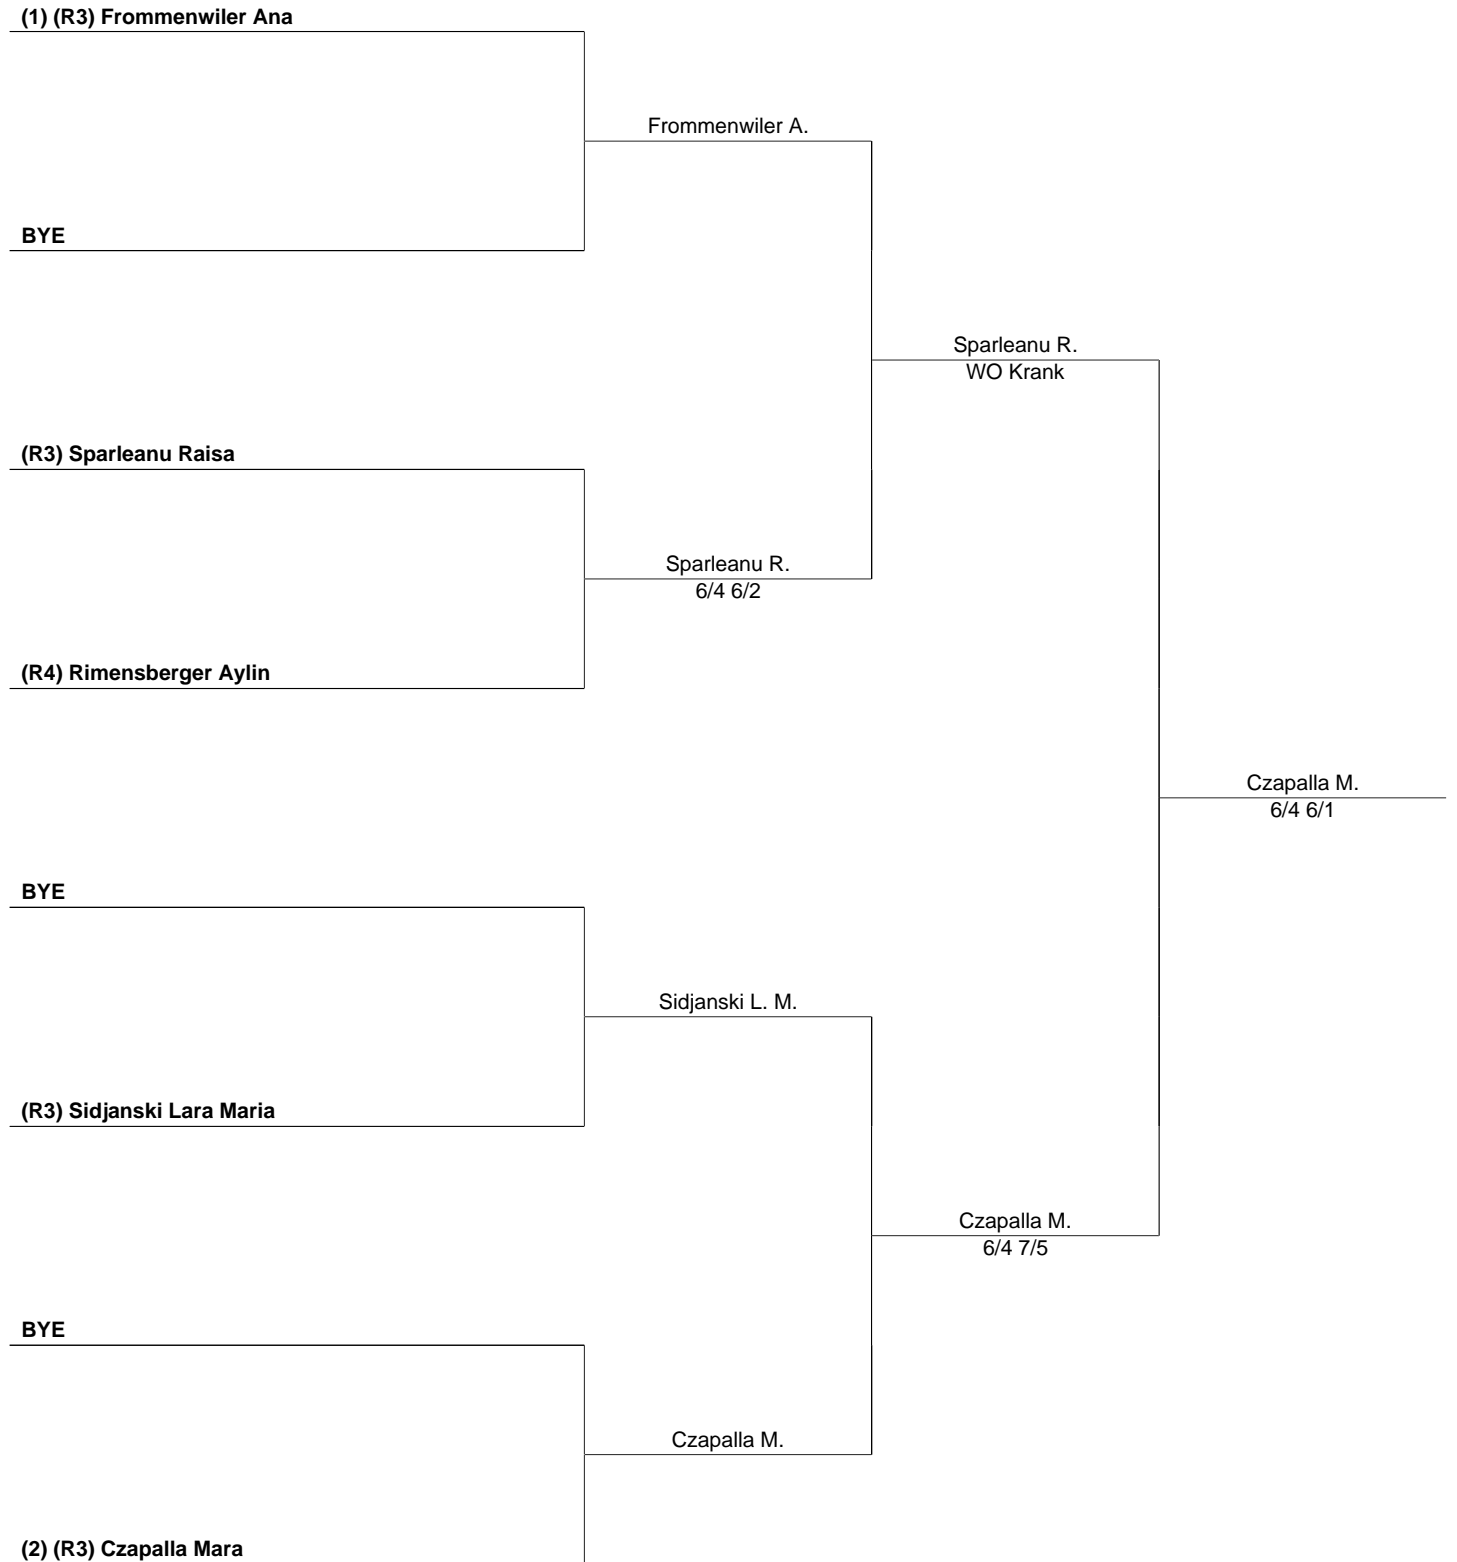 (1) (R3) Frommenwiler Ana
Frommenwiler A.
BYE
Sparleanu R.
WO Krank
(R3) Sparleanu Raisa
Sparleanu R.
6/4 6/2
(R4) Rimensberger Aylin
Czapalla M.
6/4 6/1
BYE
Sidjanski L. M.
(R3) Sidjanski Lara Maria
Czapalla M.
6/4 7/5
BYE
Czapalla M.
(2) (R3) Czapalla Mara